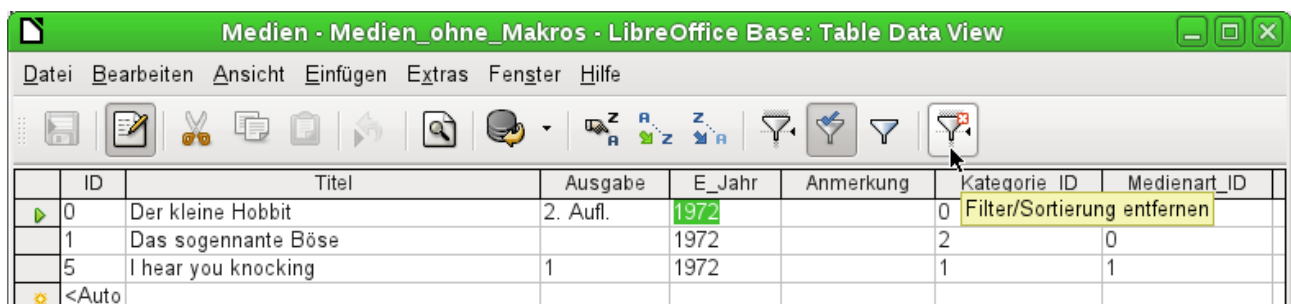 Medien - Medien_ohne_Makros - LibreOffice Base: Table Data View
Datei Bearbeiten Ansicht Einfügen Extras Fenster Hilfe
ID Titel Ausgabe E_Jahr Anmerkung Kategorie_ID Medienart_ID
Filter/Sortierung entfernen
0 Der kleine Hobbit 2. Aufl. 1972 0
1 Das sogennante Böse 1972 2 0
5 I hear you knocking 1 1972 1 1
<Auto